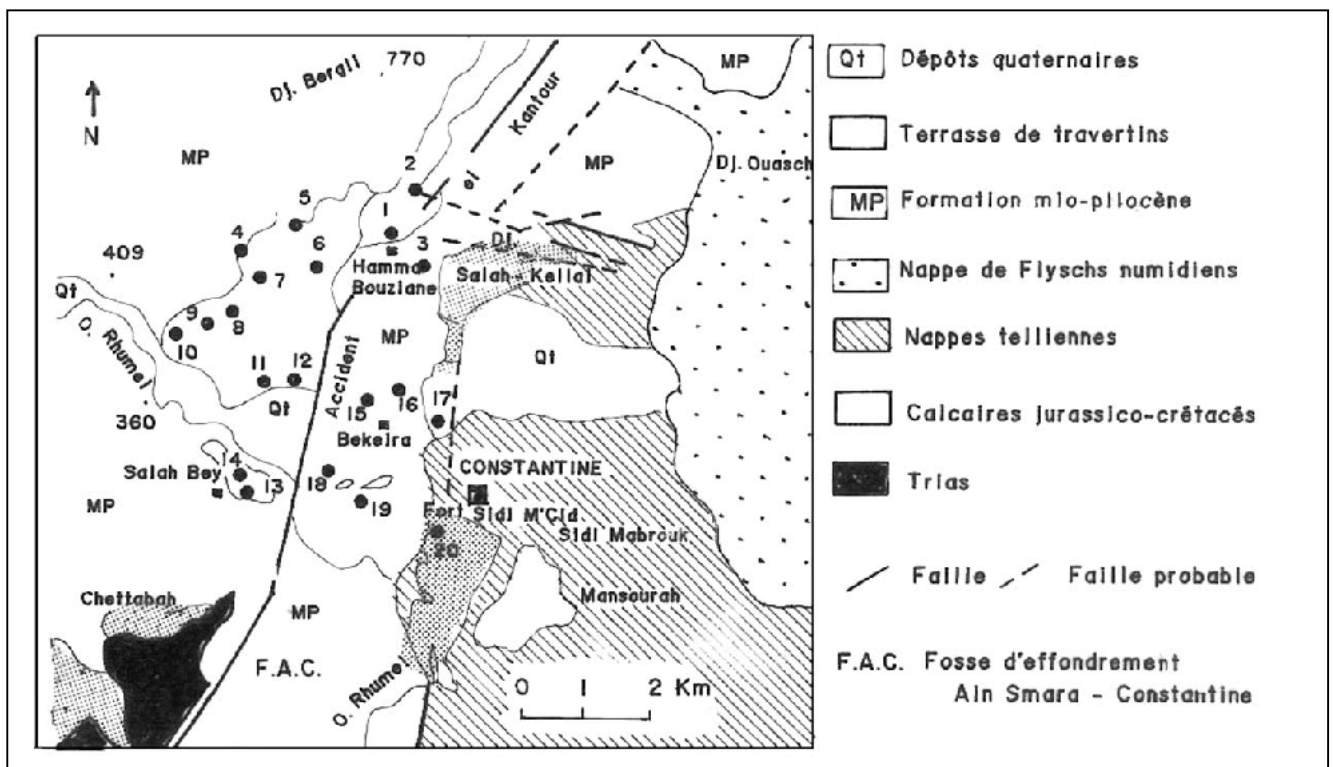 770
Dj. Bergli
N
MP
Kantour
el
MP
MP
Dj. Ouasch
2
5
1
4
6
3
Dj.
7
Hamma
Bouziane
Salah - Kellal
409
Qt
9
8
10
O. Rhumel
MP
Qt
11
12
Accident
360
Qt
15
16
17
Bekeira
Salah Bey
14
13
18
19
CONSTANTINE
MP
Fort
Sidi M'Cid
20
Sidi Mabrouk
Chettabah
MP
Mansourah
F.A.C.
O. Rhumel
0 1 2 Km
Qt Dépôts quaternaires
Terrasse de travertins
MP Formation mio-pliocène
Nappe de Flyschs numidiens
Nappes telliennes
Calcaires jurassico-crétacés
Trias
Faille Faille probable
F.A.C. Fosse d'effondrement
Ain Smara - Constantine